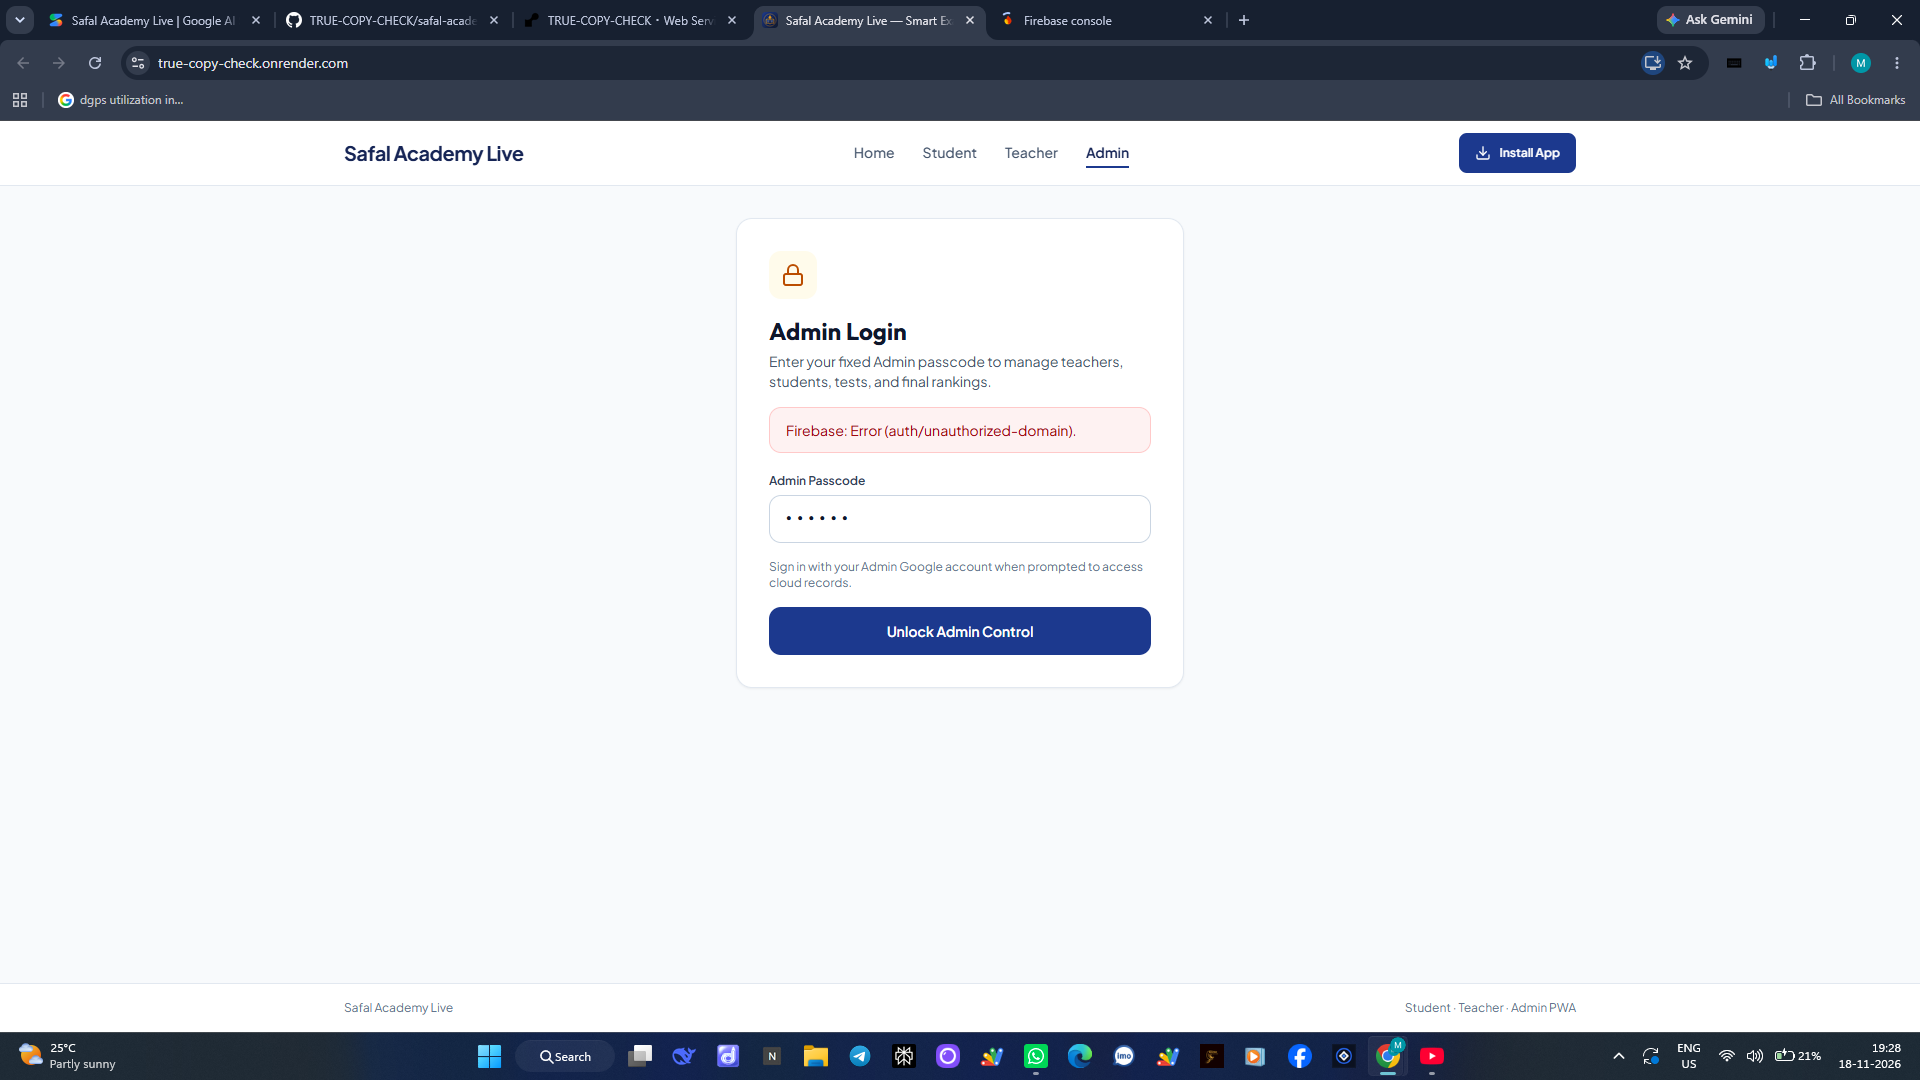 Safal Academy Live | Google AI
TRUE-COPY-CHECK/safal-acade
TRUE-COPY-CHECK · Web Serv
Safal Academy Live — Smart Ex
Firebase console
Ask Gemini
true-copy-check.onrender.com
M
dgps utilization in...
All Bookmarks
Safal Academy Live
Home
Student
Teacher
Admin
Install App
Admin Login
Enter your fixed Admin passcode to manage teachers,
students, tests, and final rankings.
Firebase: Error (auth/unauthorized-domain).
Admin Passcode
••••••
Sign in with your Admin Google account when prompted to access
cloud records.
Unlock Admin Control
Safal Academy Live
Student · Teacher · Admin PWA
25°C
Partly sunny
Search
N
imo
M
ENG
US
21%
19:28
18-11-2026